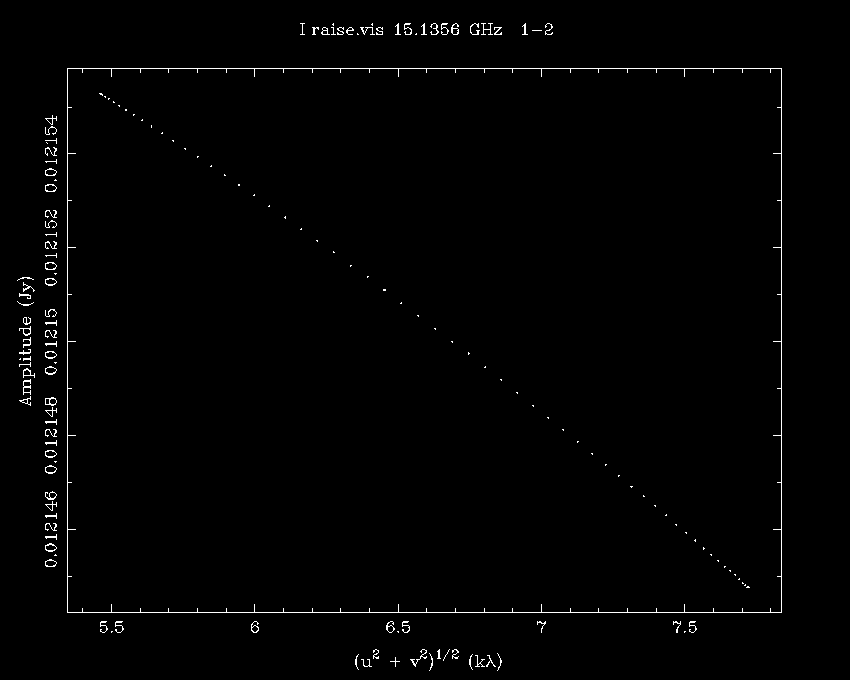 I raise.vis 15.1356 GHz 1−2
0.012154
0.012152
0.01215
0.012148
0.012146
Amplitude (Jy)
5.5 6 6.5 7 7.5
(u² + v²)^1/2 (kλ)